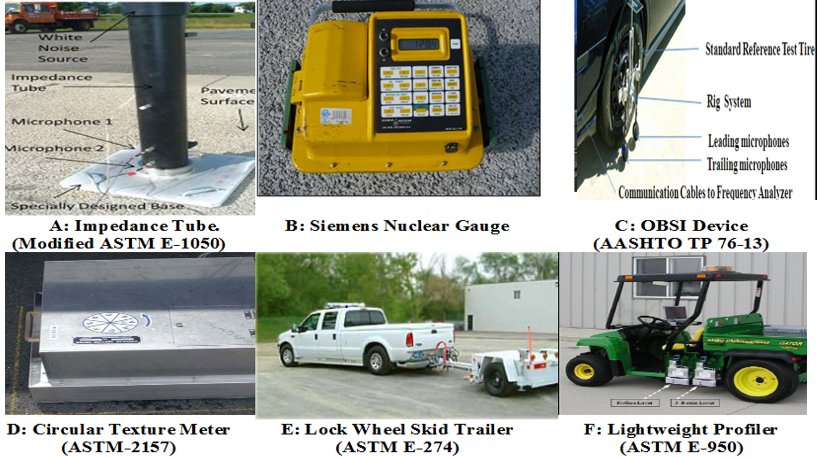 White
Noise
Source
Impedance
Tube
Paveme
Surface
Microphone 1
Microphone 2
Specially Designed Base
Standard Reference Test Tire
Rig System
Leading microphones
Trailing microphones
Communication Cables to Frequency Analyzer
A: Impedance Tube.
(Modified ASTM E-1050)
B: Siemens Nuclear Gauge
C: OBSI Device
(AASHTO TP 76-13)
GATOR
D: Circular Texture Meter
(ASTM-2157)
E: Lock Wheel Skid Trailer
(ASTM E-274)
F: Lightweight Profiler
(ASTM E-950)